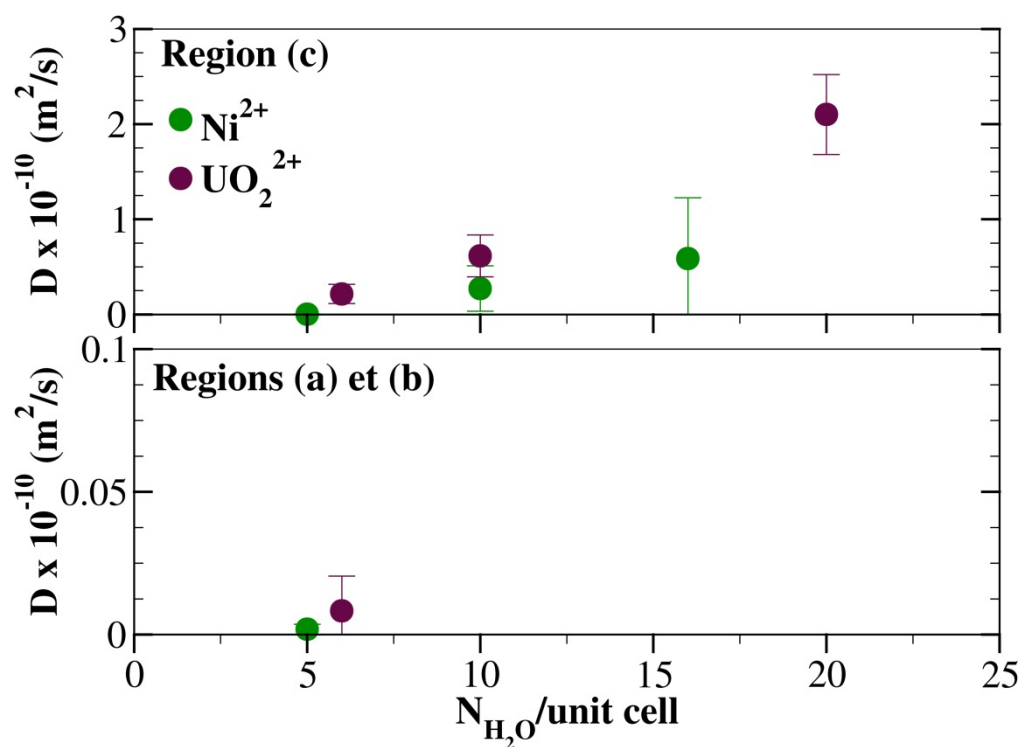 3
Region (c)
Ni²⁺
UO₂²⁺
2
1
0
D x 10⁻¹⁰ (m²/s)
0.1
Regions (a) et (b)
0.05
0
D x 10⁻¹⁰ (m²/s)
0 5 10 15 20 25
N_H₂O/unit cell